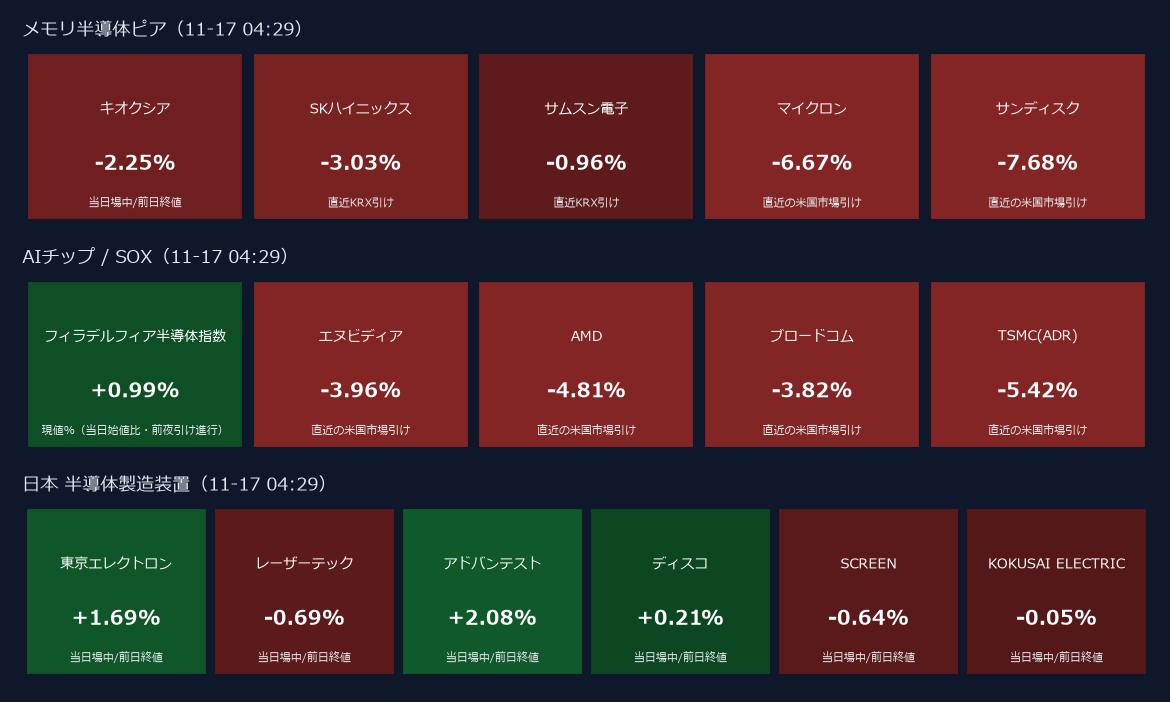 メモリ半導体ピア（11-17 04:29）
キオクシア
-2.25%
当日場中/前日終値
SKハイニックス
-3.03%
直近KRX引け
サムスン電子
-0.96%
直近KRX引け
マイクロン
-6.67%
直近の米国市場引け
サンディスク
-7.68%
直近の米国市場引け
AIチップ / SOX（11-17 04:29）
フィラデルフィア半導体指数
+0.99%
現値%（当日始値比・前夜引け進行）
エヌビディア
-3.96%
直近の米国市場引け
AMD
-4.81%
直近の米国市場引け
ブロードコム
-3.82%
直近の米国市場引け
TSMC(ADR)
-5.42%
直近の米国市場引け
日本 半導体製造装置（11-17 04:29）
東京エレクトロン
+1.69%
当日場中/前日終値
レーザーテック
-0.69%
当日場中/前日終値
アドバンテスト
+2.08%
当日場中/前日終値
ディスコ
+0.21%
当日場中/前日終値
SCREEN
-0.64%
当日場中/前日終値
KOKUSAI ELECTRIC
-0.05%
当日場中/前日終値